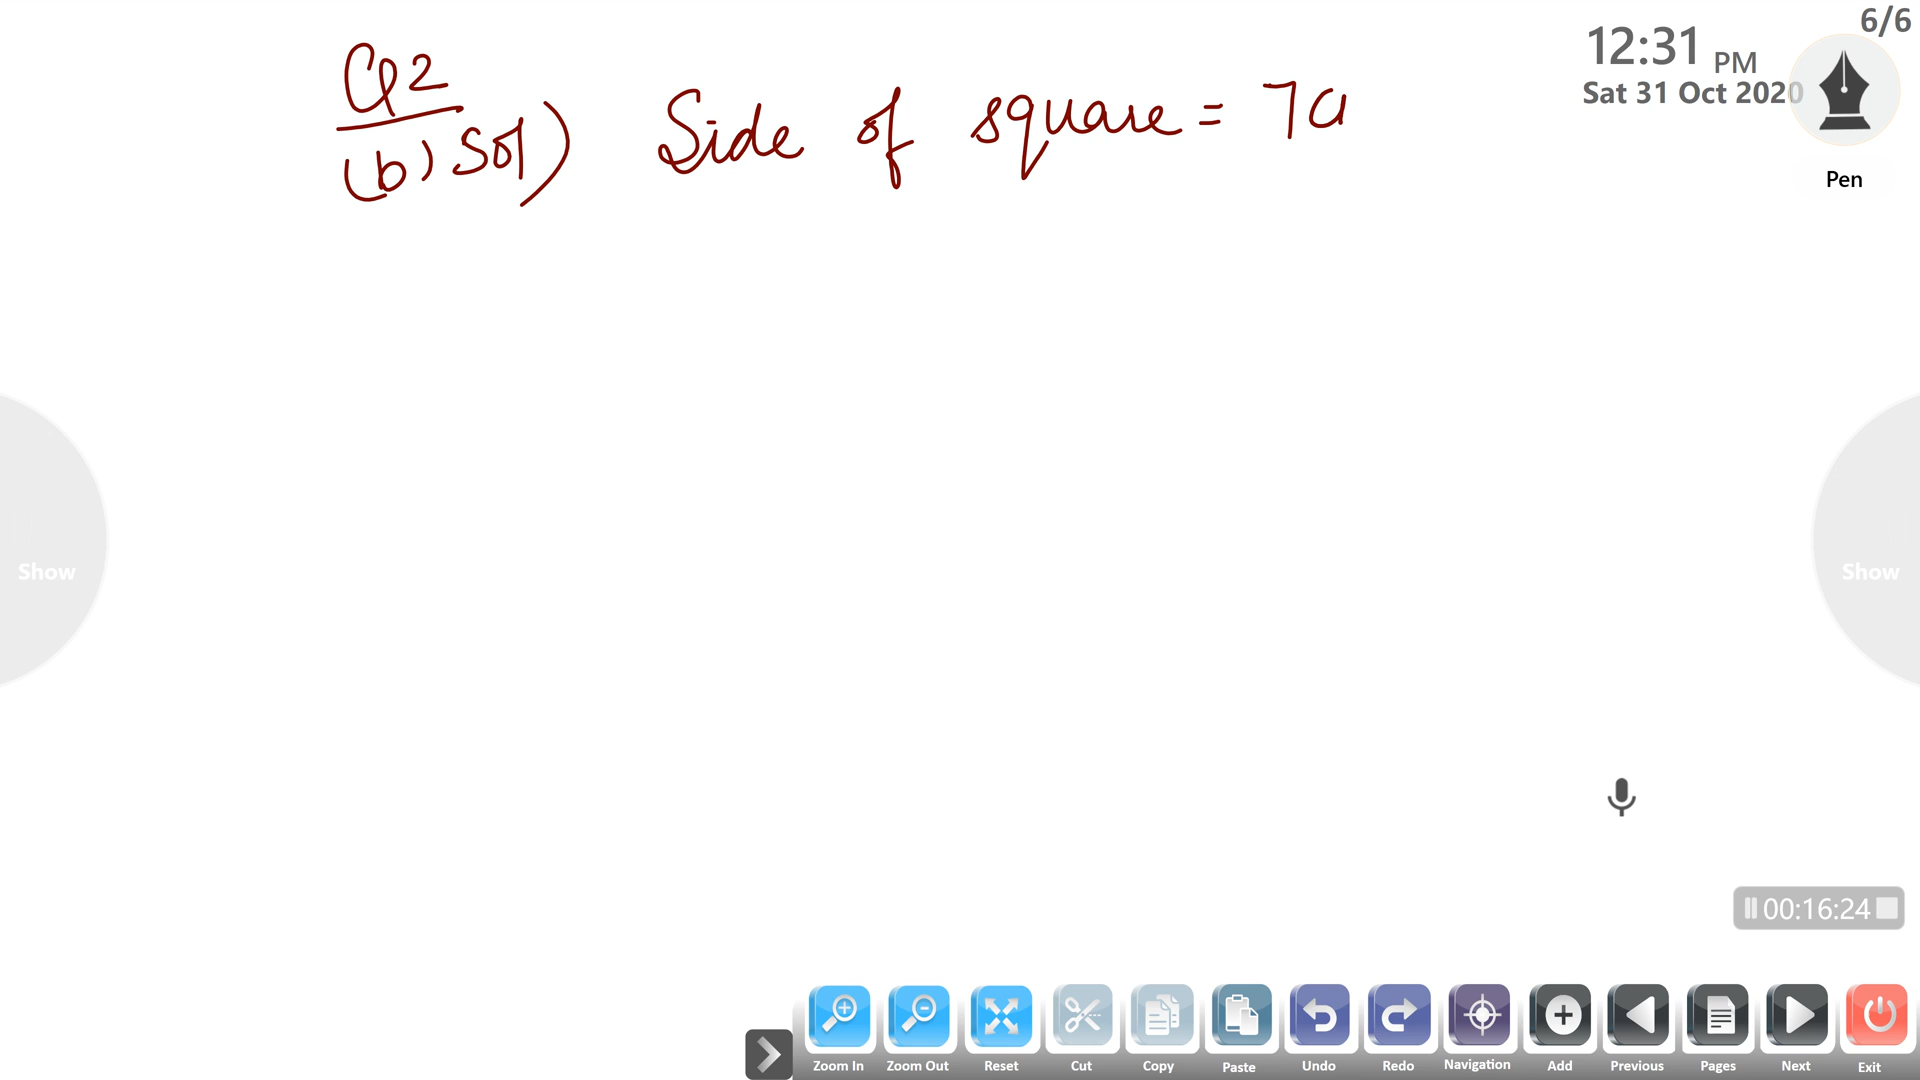 6/6
12:31 PM
Sat 31 Oct 2020
Pen
Q2
(b) Sol) Side of square = 7a
Show
Show
00:16:24
Zoom In Zoom Out Reset Cut Copy Paste Undo Redo Navigation Add Previous Pages Next Exit